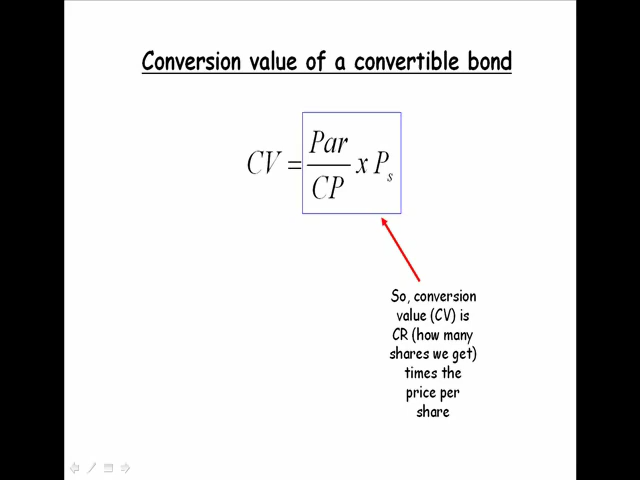 Conversion value of a convertible bond
CV = Par/CP x Ps
So, conversion
value (CV) is
CR (how many
shares we get)
times the
price per
share